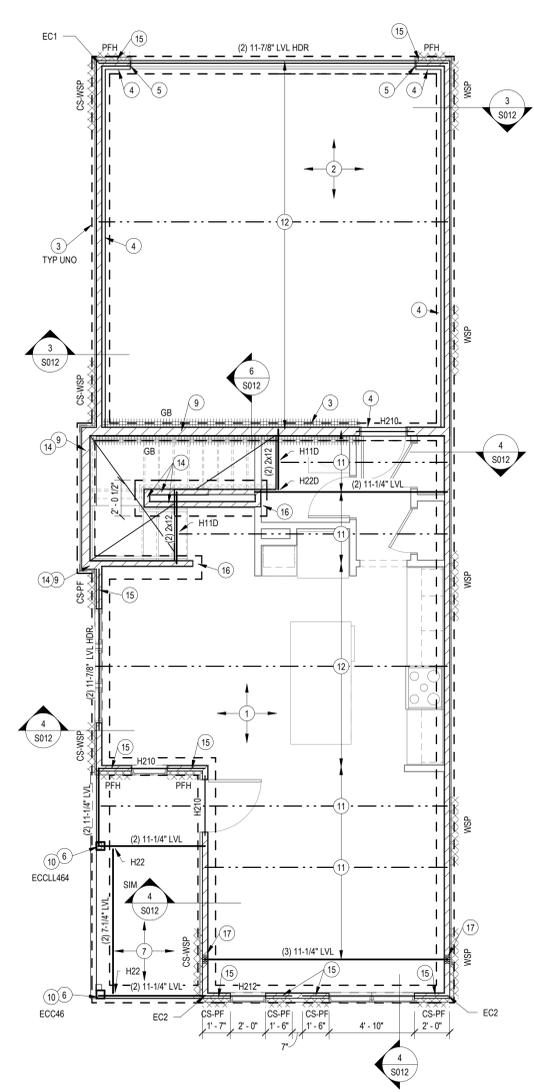 15
15
EC1
PFH
(2) 11-7/8" LVL HDR
PFH
4
5
5
4
CS-WSP
WSP
3
S012
2
12
3
TYP UNO
4
4
WSP
3
S012
6
S012
CS-WSP
GB
9
3
4
H210
14
9
GB
14
(2) 2x12
H11D
11
4
S012
H22D
(2) 11-1/4" LVL
2' - 0 1/2"
(2) 2x12
H11D
16
11
14
9
16
CS-PF
15
WSP
(2) 11-7/8" LVL HDR
12
1
4
S012
CS-WSP
15
15
H210
PFH
PFH
H210
(2) 11-1/4" LVL
11
WSP
(2) 11-1/4" LVL
10
6
ECCLL464
H22
11
SIM
4
S012
(2) 7-1/4" LVL
7
CS-WSP
17
17
(3) 11-1/4" LVL
WSP
H22
(2) 11-1/4" LVL
15
H212
15
15
10
6
ECC46
EC2
EC2
CS-PF
CS-PF
CS-PF
CS-PF
1' - 7"
2' - 0"
1' - 6"
1' - 6"
4' - 10"
2' - 0"
7"
4
S012